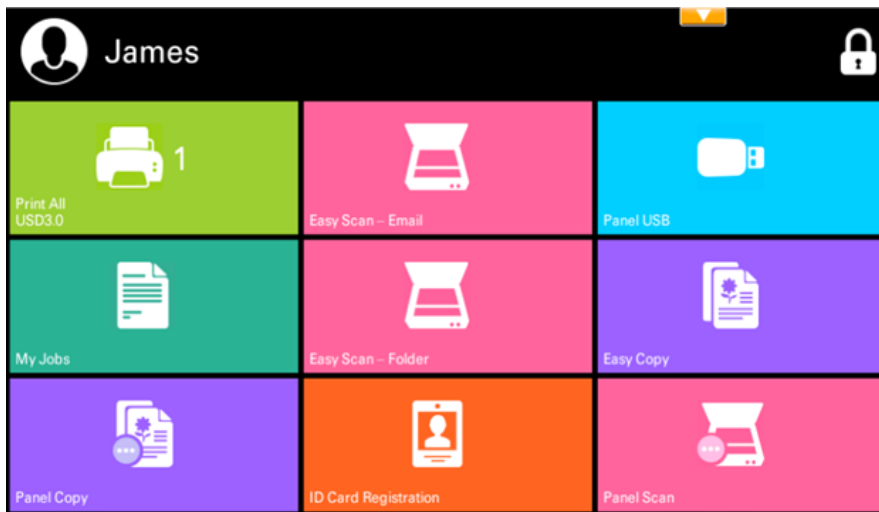 James
1
Print All
USD3.0
Easy Scan – Email
Panel USB
My Jobs
Easy Scan – Folder
Easy Copy
Panel Copy
ID Card Registration
Panel Scan